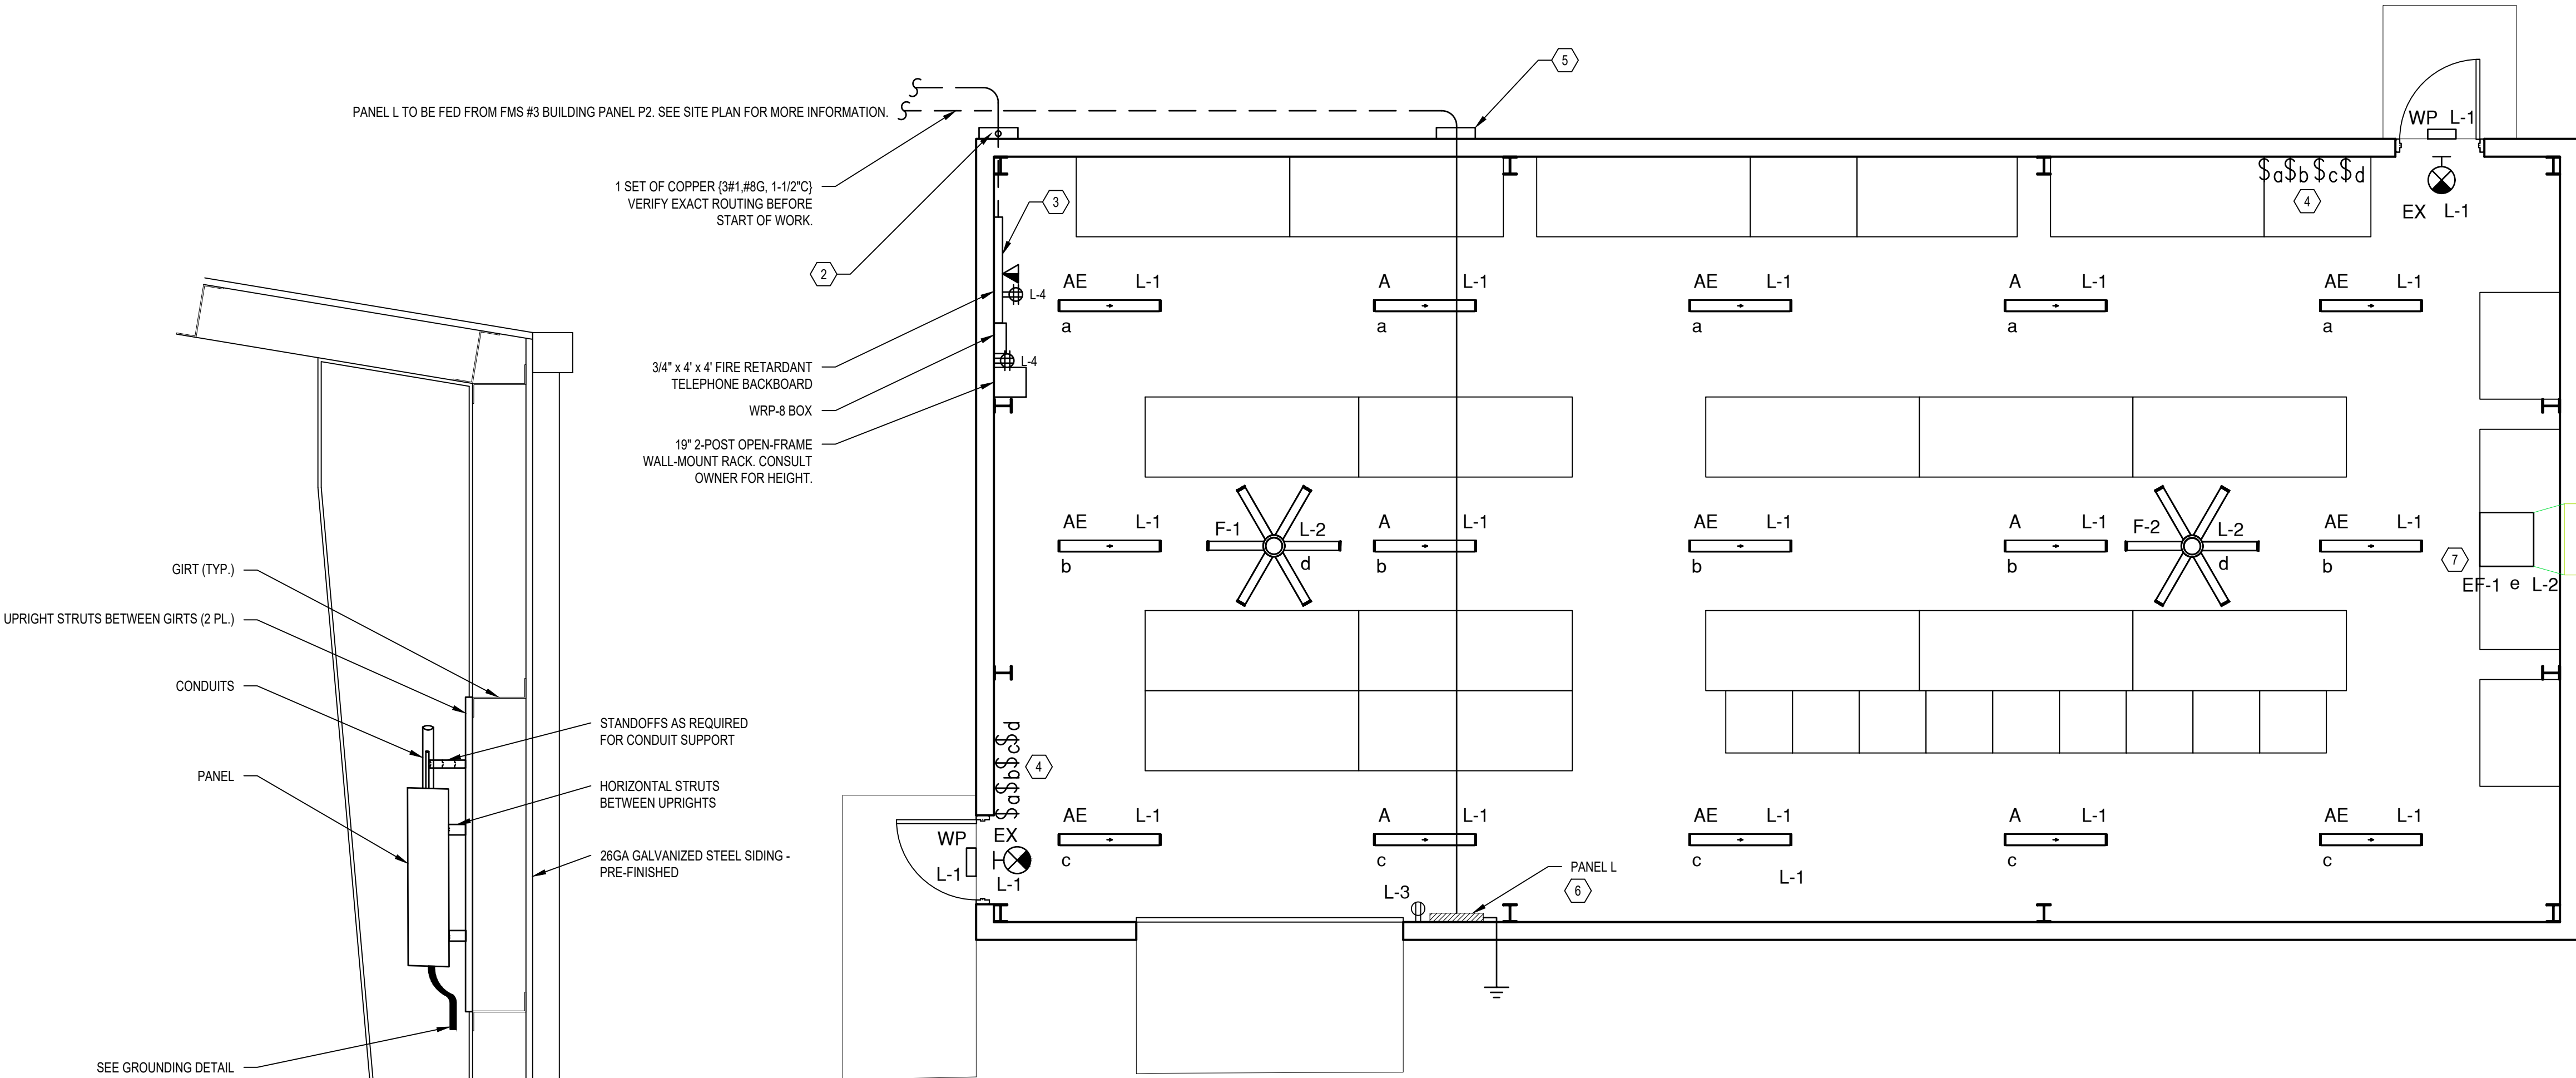 5
PANEL L TO BE FED FROM FMS #3 BUILDING PANEL P2. SEE SITE PLAN FOR MORE INFORMATION.
WP L-1
1 SET OF COPPER {3#1,#8G, 1-1/2"C}
VERIFY EXACT ROUTING BEFORE
START OF WORK.
2
3
$a$b$c$d
4
EX L-1
L-4
3/4" x 4' x 4' FIRE RETARDANT
TELEPHONE BACKBOARD
L-4
WRP-8 BOX
19" 2-POST OPEN-FRAME
WALL-MOUNT RACK. CONSULT
OWNER FOR HEIGHT.
AE L-1 A L-1 AE L-1 A L-1 AE L-1
a a a a a
AE L-1 A L-1 AE L-1 A L-1 AE L-1
F-1 L-2 F-2 L-2
b d b b b d b
7
EF-1 e L-2
GIRT (TYP.)
UPRIGHT STRUTS BETWEEN GIRTS (2 PL.)
CONDUITS
PANEL
SEE GROUNDING DETAIL
STANDOFFS AS REQUIRED
FOR CONDUIT SUPPORT
HORIZONTAL STRUTS
BETWEEN UPRIGHTS
26GA GALVANIZED STEEL SIDING -
PRE-FINISHED
$a$b$c$d
4
WP EX
L-1 L-1
AE L-1 A L-1 AE L-1 A L-1 AE L-1
c c c c c
L-1
L-3
PANEL L
6